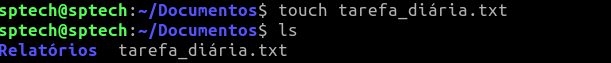 sptech@sptech:~/Documentos$ touch tarefa_diária.txt
sptech@sptech:~/Documentos$ ls
Relatórios  tarefa_diária.txt